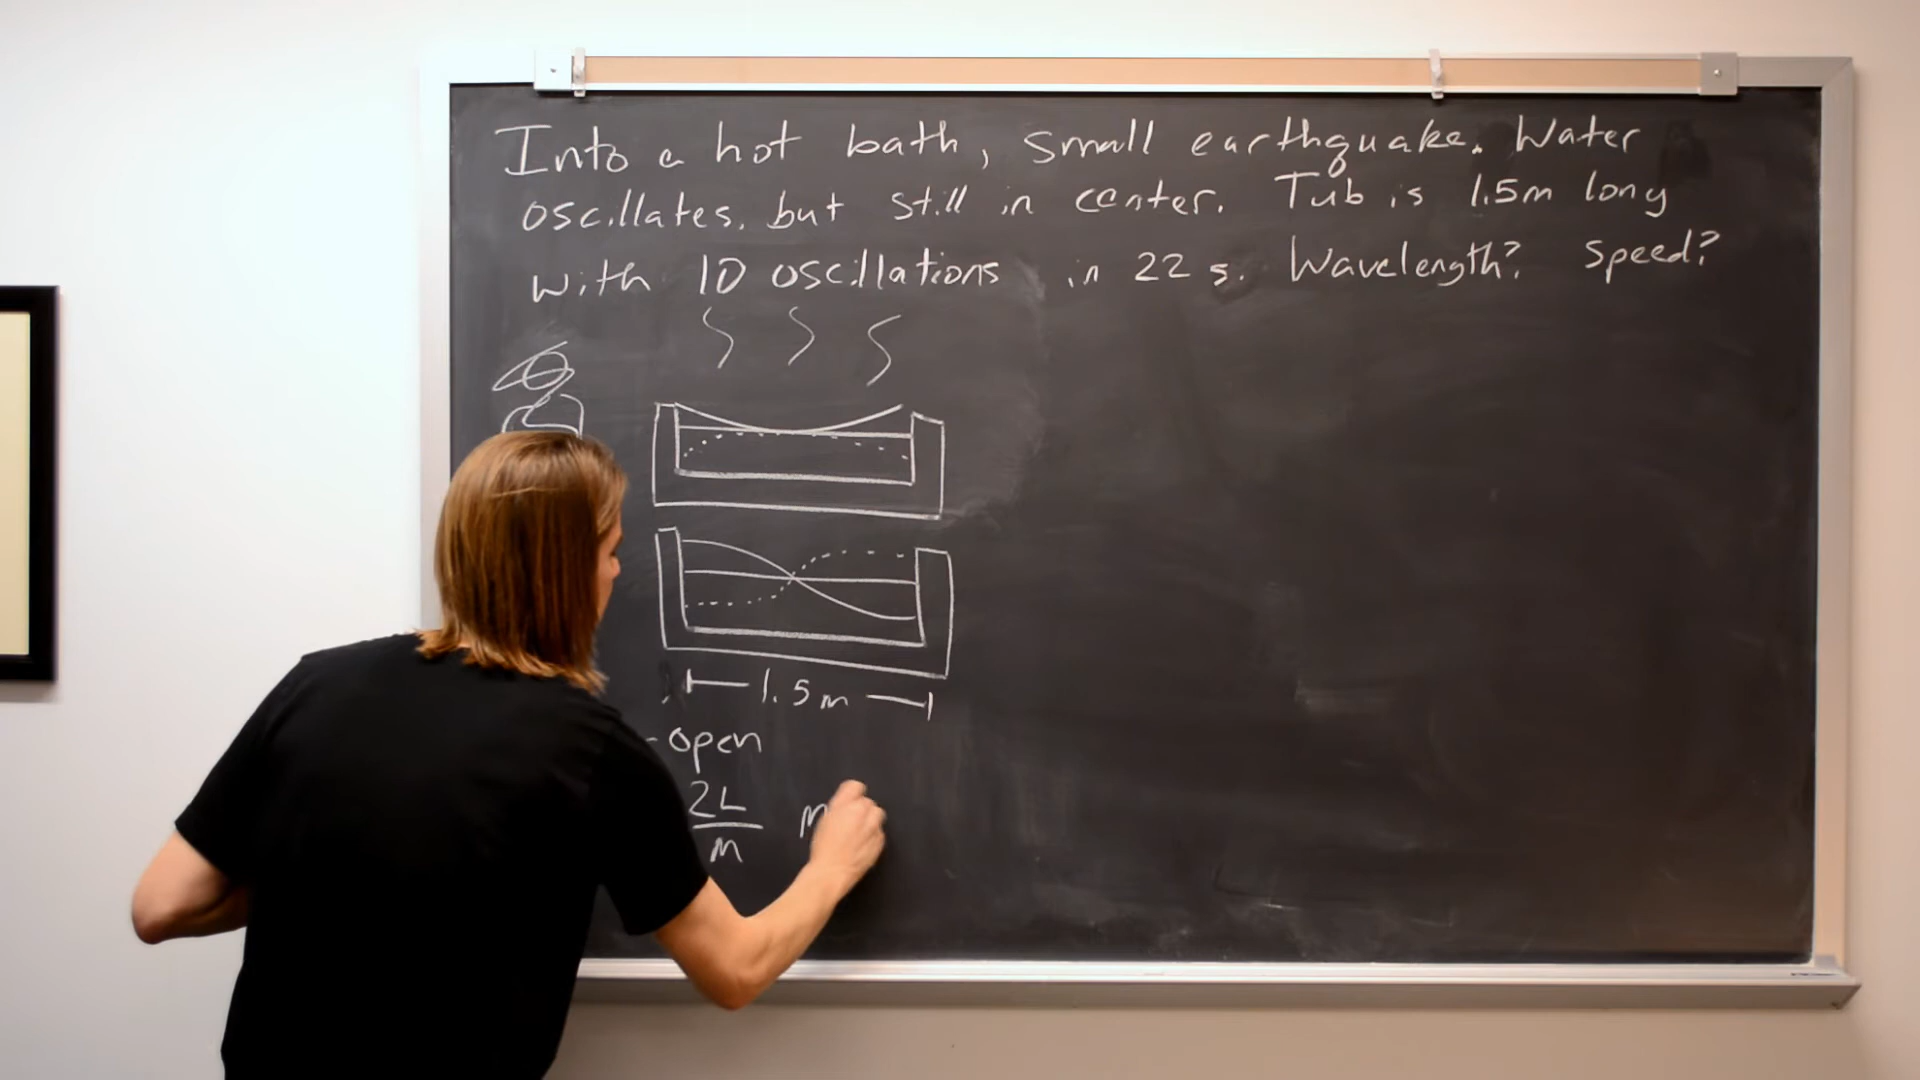 Into a hot bath, small earthquake. Water
oscillates, but still in center. Tub is 1.5m long
with 10 oscillations in 22 s. Wavelength? Speed?
1.5m
-open
2L
m
m